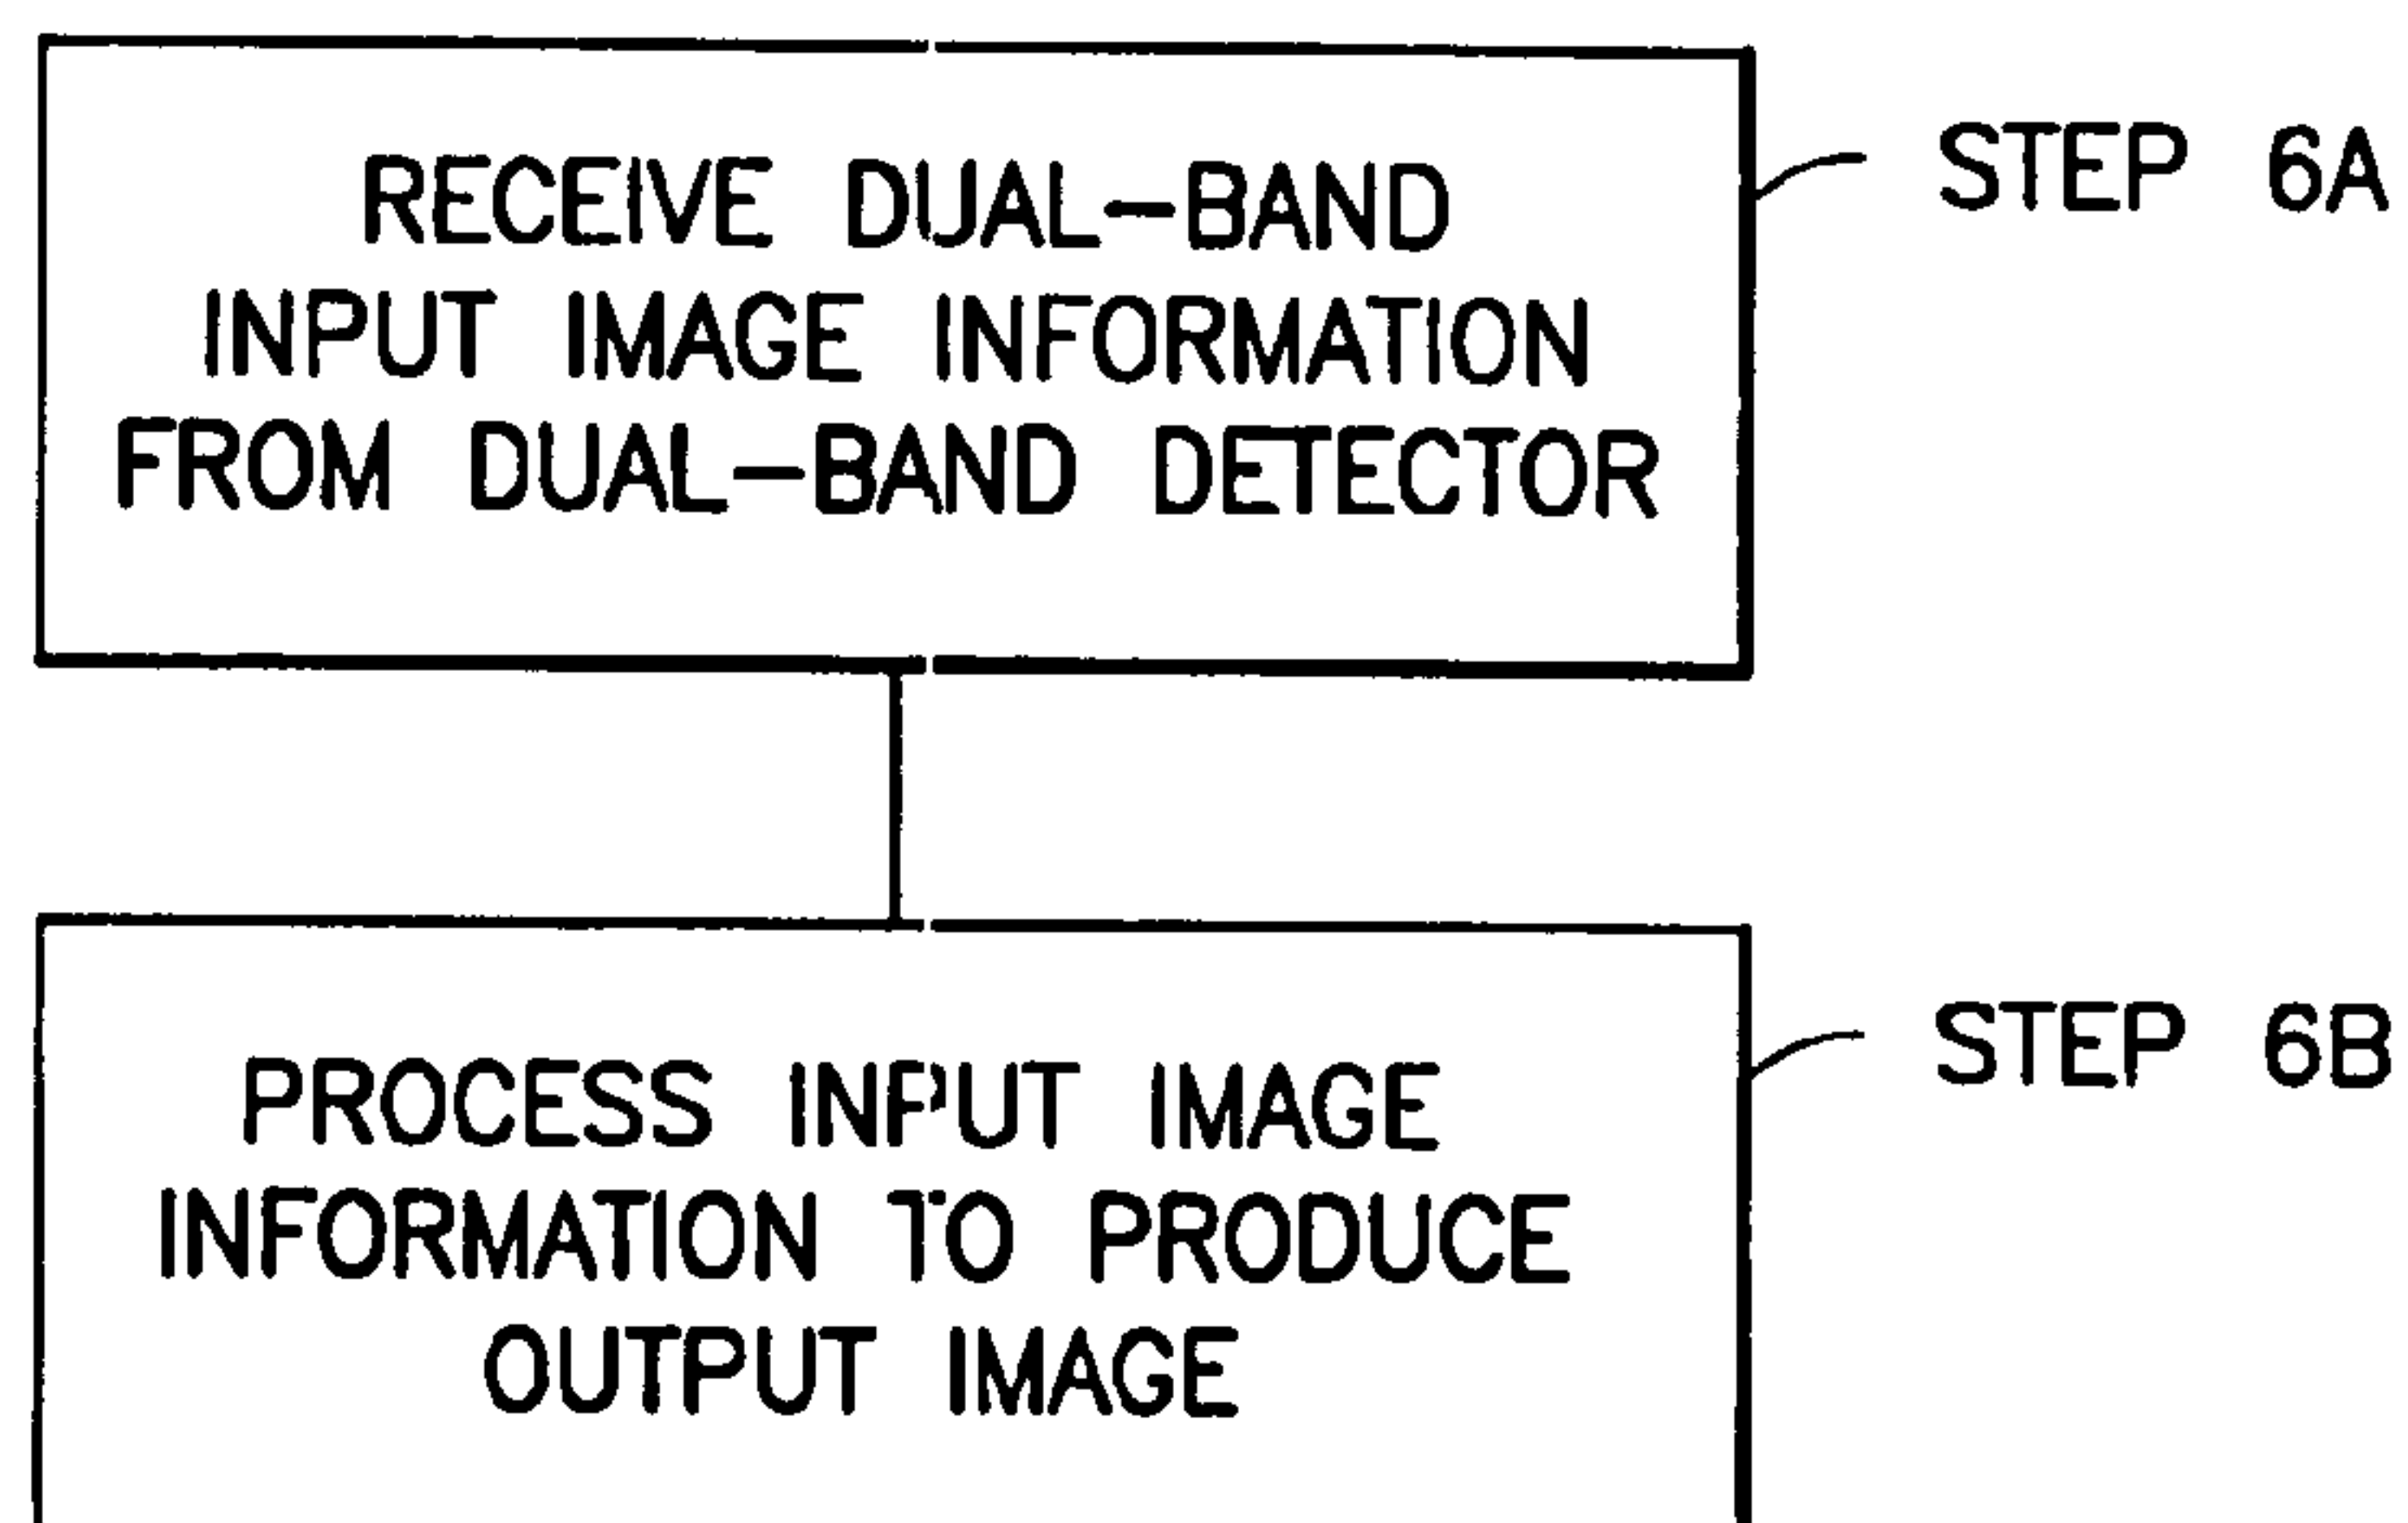 RECEIVE DUAL-BAND
INPUT IMAGE INFORMATION
FROM DUAL-BAND DETECTOR
STEP 6A
PROCESS INPUT IMAGE
INFORMATION TO PRODUCE
OUTPUT IMAGE
STEP 6B